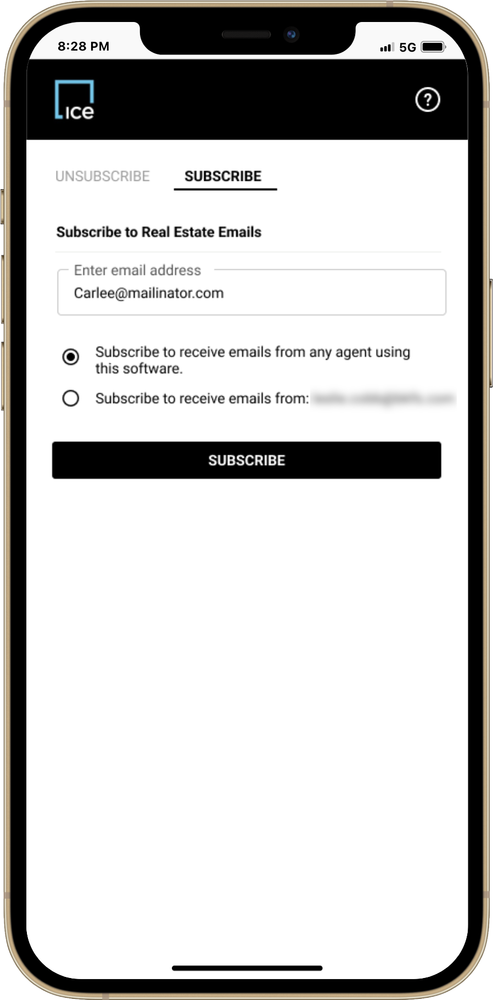 8:28 PM
5G
ice
?
UNSUBSCRIBE
SUBSCRIBE
Subscribe to Real Estate Emails
Enter email address
Carlee@mailinator.com
Subscribe to receive emails from any agent using
this software.
Subscribe to receive emails from:
SUBSCRIBE